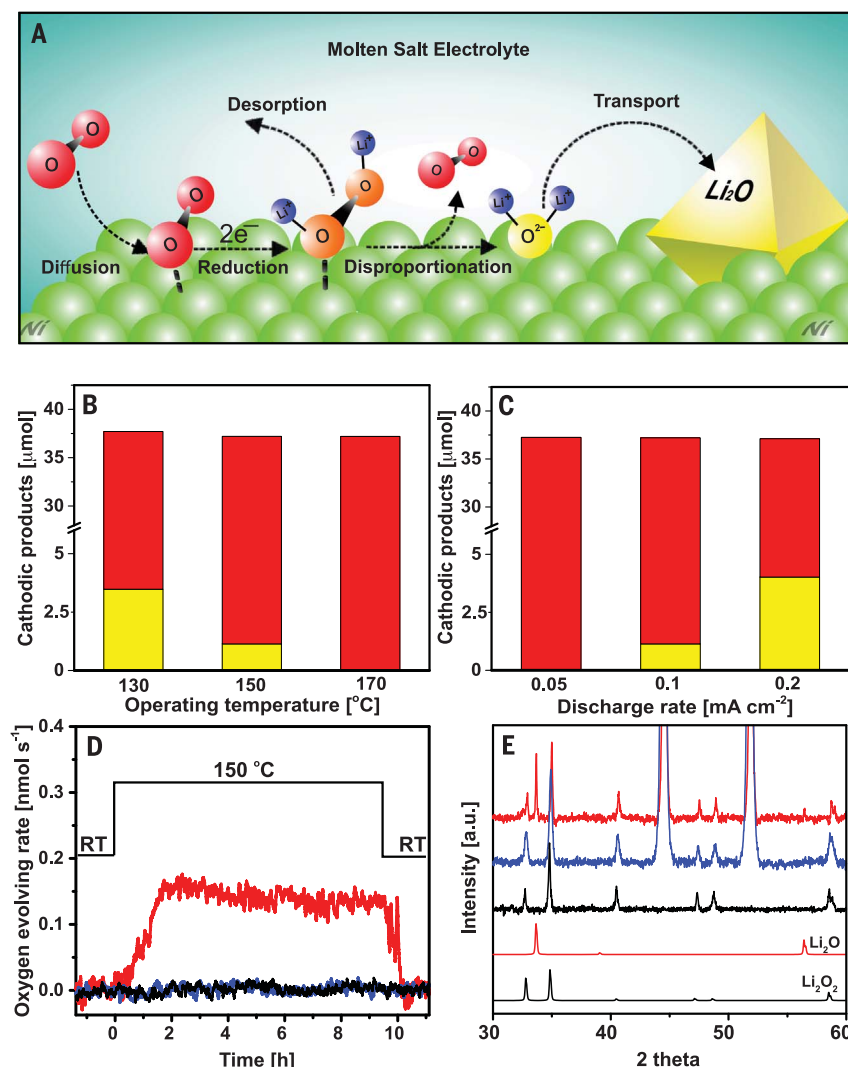 A
Molten Salt Electrolyte
Desorption
Transport
O
O
O
O
Li⁺
O
Li⁺
O
O
O
Li⁺
Li⁺
O²⁻
Li₂O
2e⁻
Diffusion
Reduction
Disproportionation
Ni
Ni
B
Cathodic products [μmol]
40
35
30
5
2.5
0
130
150
170
Operating temperature [°C]
C
Cathodic products [μmol]
40
35
30
5
2.5
0
0.05
0.1
0.2
Discharge rate [mA cm⁻²]
D
Oxygen evolving rate [nmol s⁻¹]
0.4
0.3
0.2
0.1
0.0
150 °C
RT
RT
0
2
4
6
8
10
Time [h]
E
Intensity [a.u.]
Li₂O
Li₂O₂
30
40
50
60
2 theta